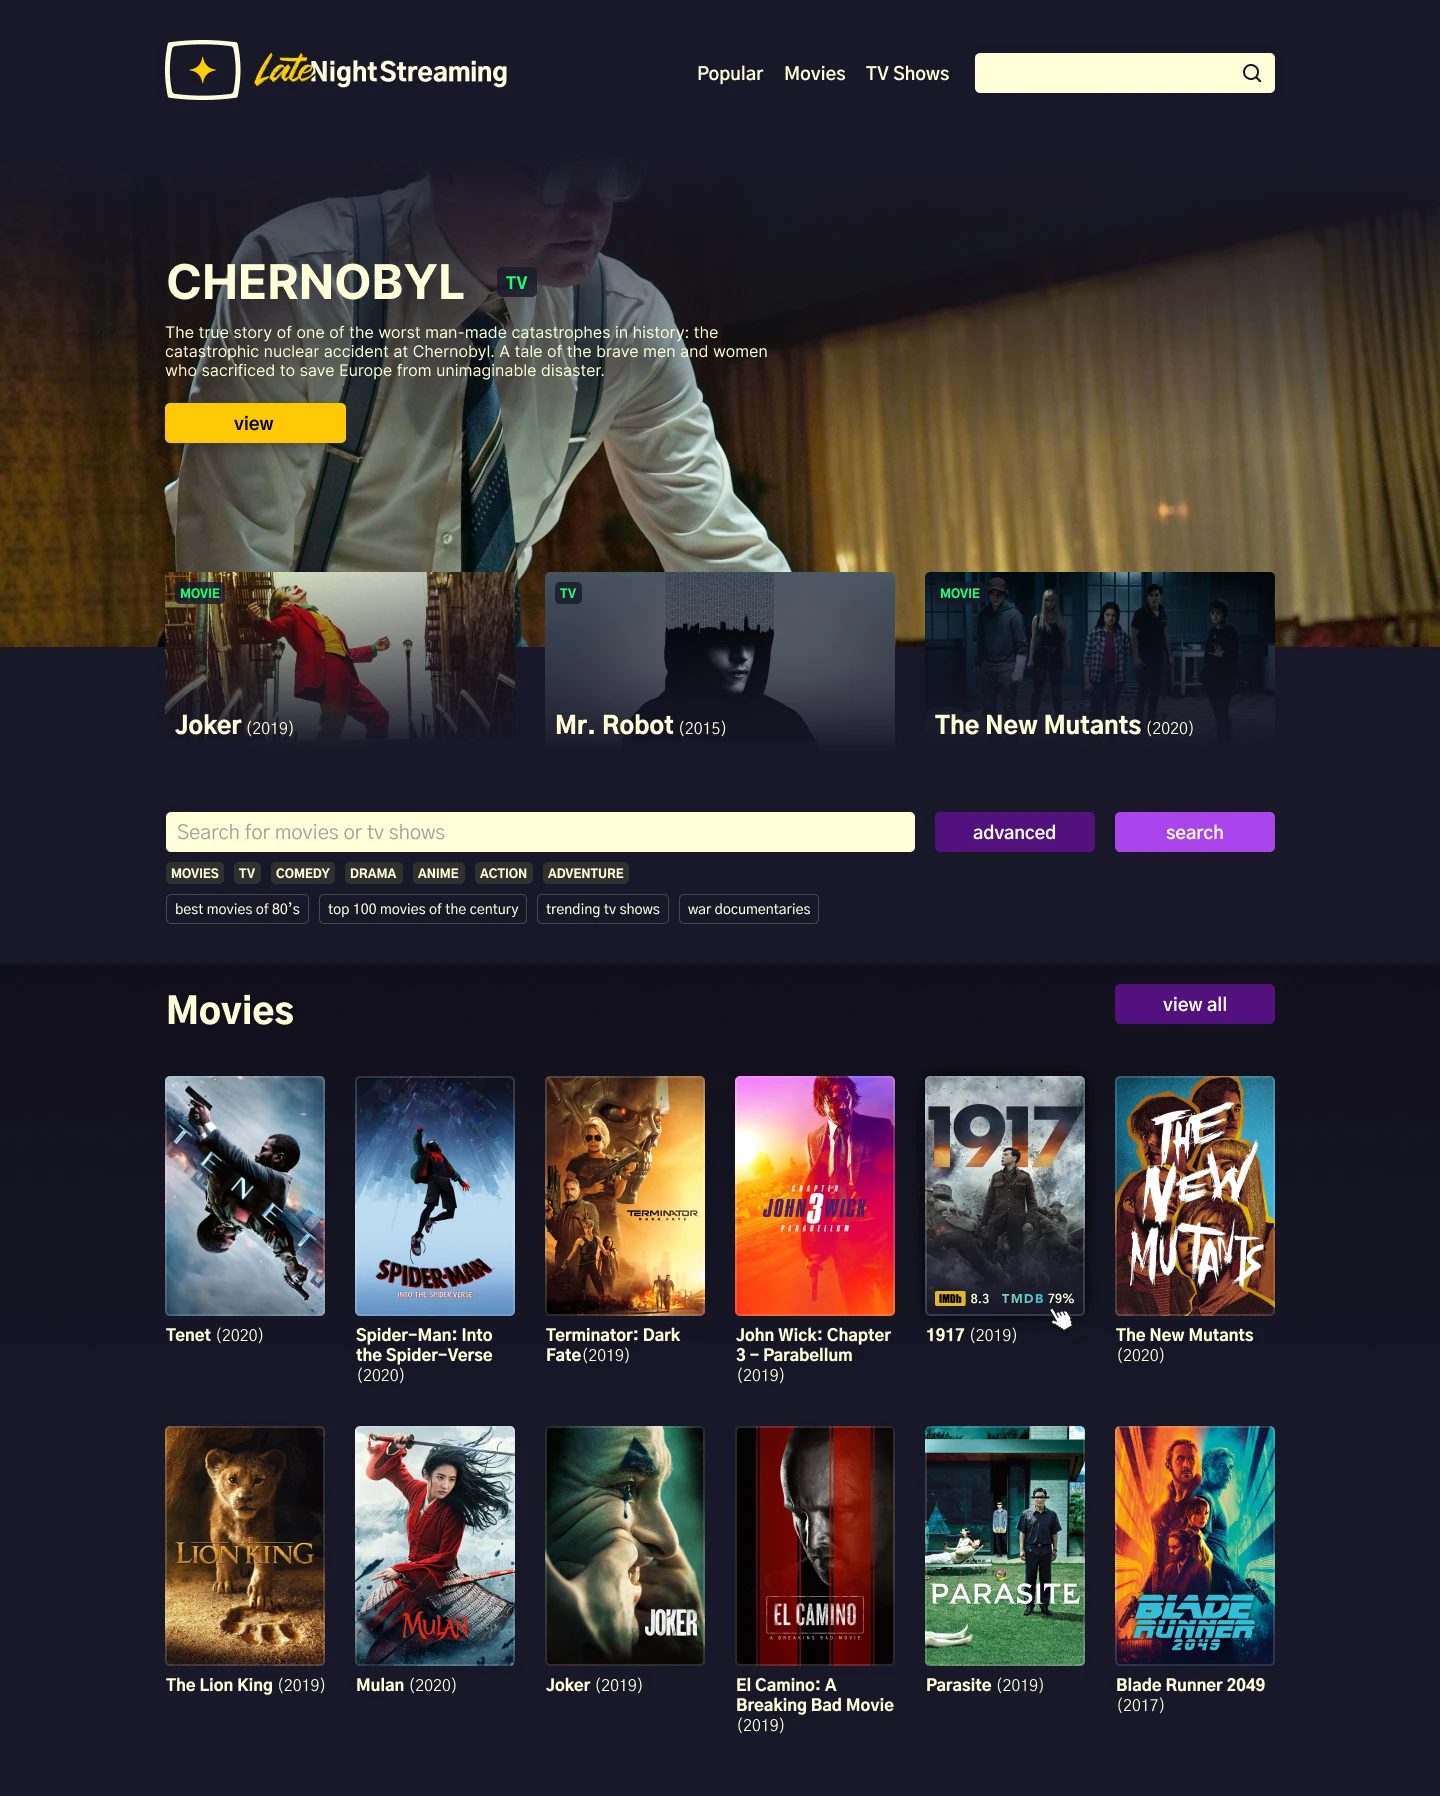 Late Night Streaming
Popular Movies TV Shows
CHERNOBYL TV
The true story of one of the worst man-made catastrophes in history: the
catastrophic nuclear accident at Chernobyl. A tale of the brave men and women
who sacrificed to save Europe from unimaginable disaster.
view
MOVIE
Joker (2019)
TV
Mr. Robot (2015)
MOVIE
The New Mutants (2020)
Search for movies or tv shows
advanced
search
MOVIES TV COMEDY DRAMA ANIME ACTION ADVENTURE
best movies of 80's top 100 movies of the century trending tv shows war documentaries
Movies
view all
TENET
Tenet (2020)
SPIDER-MAN
INTO THE SPIDER-VERSE
Spider-Man: Into
the Spider-Verse
(2020)
TERMINATOR
DARK FATE
Terminator: Dark
Fate(2019)
CHAPTER
JOHN 3 WICK
PARABELLUM
John Wick: Chapter
3 - Parabellum
(2019)
1917
IMDb 8.3 TMDB 79%
1917 (2019)
THE
NEW
MUTANTS
The New Mutants
(2020)
THE
LION KING
The Lion King (2019)
MULAN
Mulan (2020)
JOKER
Joker (2019)
EL CAMINO
A BREAKING BAD MOVIE
El Camino: A
Breaking Bad Movie
(2019)
PARASITE
Parasite (2019)
BLADE
RUNNER
2049
Blade Runner 2049
(2017)